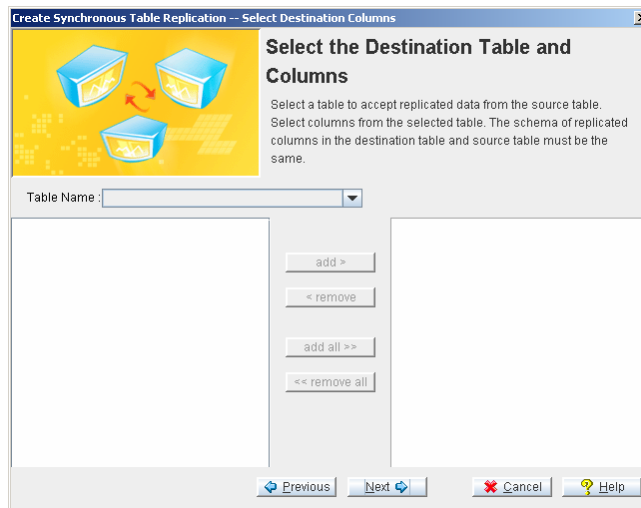 Create Synchronous Table Replication -- Select Destination Columns
Select the Destination Table and
Columns
Select a table to accept replicated data from the source table.
Select columns from the selected table. The schema of replicated
columns in the destination table and source table must be the
same.
Table Name :
add >
< remove
add all >>
<< remove all
Previous
Next
Cancel
Help